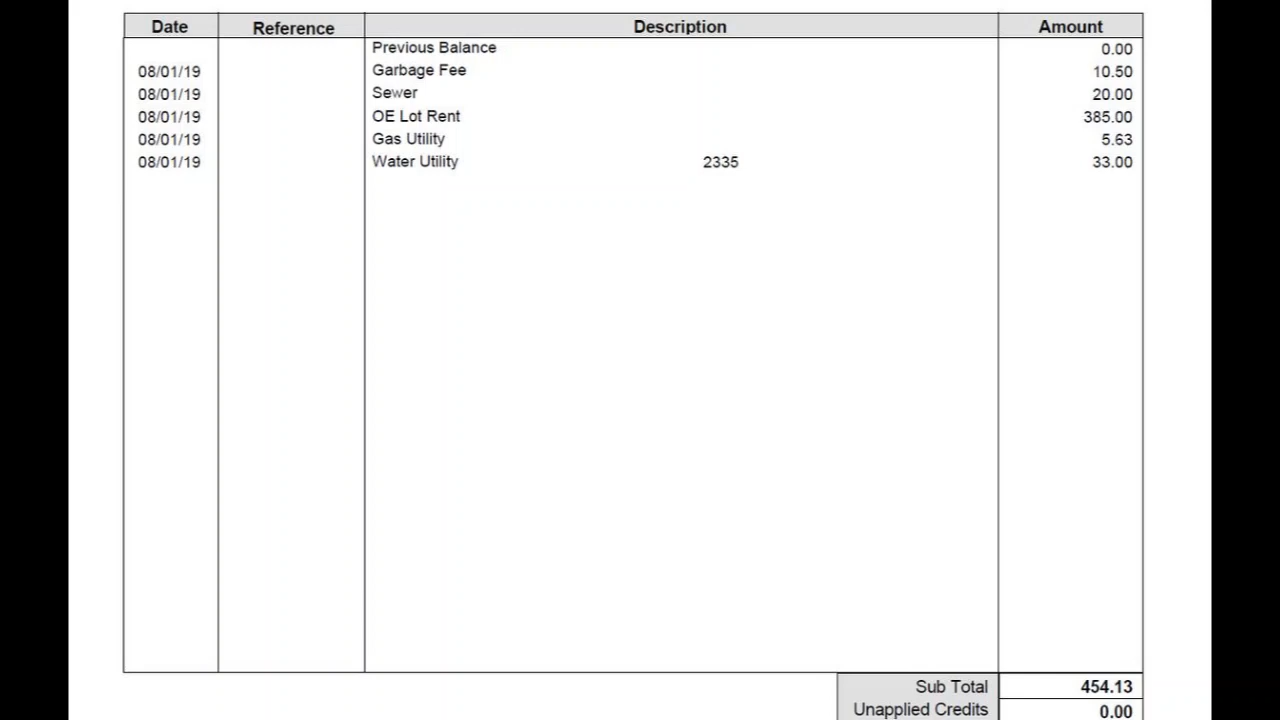 Date Reference Description Amount
Previous Balance 0.00
08/01/19 Garbage Fee 10.50
08/01/19 Sewer 20.00
08/01/19 OE Lot Rent 385.00
08/01/19 Gas Utility 5.63
08/01/19 Water Utility 2335 33.00
Sub Total 454.13
Unapplied Credits 0.00